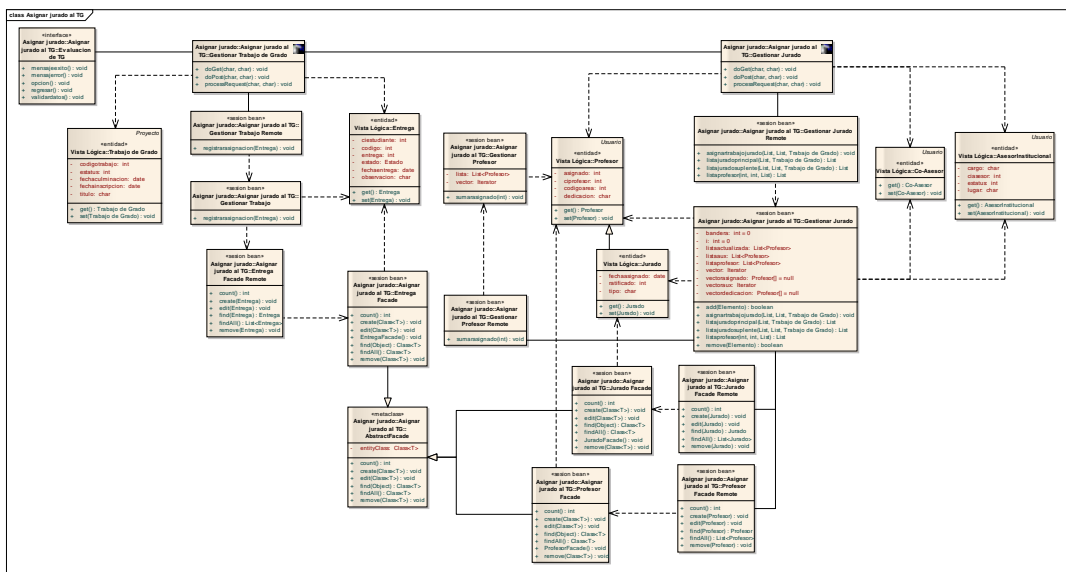 class Asignar jurado al TG
«interface»
Asignar jurado::Asignar
jurado al TG::Evaluacion
de TG
+ mensajeexito() : void
+ mensajerror() : void
+ opcion() : void
+ regresar() : void
+ validardatos() : void
Asignar jurado::Asignar jurado al
TG::Gestionar Trabajo de Grado
+ doGet(char, char) : void
+ doPost(char, char) : void
+ processRequest(char, char) : void
Asignar jurado::Asignar jurado al
TG::Gestionar Jurado
+ doGet(char, char) : void
+ doPost(char, char) : void
+ processRequest(char, char) : void
Proyecto
«entidad»
Vista Lógica::Trabajo de Grado
- codigotrabajo: int
- estatus: int
- fechaculminacion: date
- fechainscripcion: date
- titulo: char
+ get() : Trabajo de Grado
+ set(Trabajo de Grado) : void
«session bean»
Asignar jurado::Asignar jurado al TG::
Gestionar Trabajo Remote
+ registrarasignacion(Entrega) : void
«entidad»
Vista Lógica::Entrega
- ciestudiante: int
- codigo: int
- entrega: int
- estado: Estado
- fechaentrega: date
- observacion: char
+ get() : Entrega
+ set(Entrega) : void
«session bean»
Asignar jurado::Asignar
jurado al TG::Gestionar
Profesor
- lista: List<Profesor>
- vector: Iterator
+ sumarasignado(int) : void
Usuario
«entidad»
Vista Lógica::Profesor
- asignado: int
- ciprofesor: int
- codigoarea: int
- dedicacion: char
+ get() : Profesor
+ set(Profesor) : void
«session bean»
Asignar jurado::Asignar jurado al TG::Gestionar Jurado
Remote
+ asignartrabajojurado(List, List, Trabajo de Grado) : void
+ listajuradoprincipal(List, Trabajo de Grado) : List
+ listajuradosuplente(List, List, Trabajo de Grado) : List
+ listaprofesor(int, int, List) : List
Usuario
«entidad»
Vista Lógica::Co-Asesor
+ get() : Co-Asesor
+ set(Co-Asesor) : void
Usuario
«entidad»
Vista Lógica::AsesorInstitucional
- cargo: char
- ciasesor: int
- estatus: int
- lugar: char
+ get() : AsesorInstitucional
+ set(AsesorInstitucional) : void
«session bean»
Asignar jurado::Asignar jurado al TG::
Gestionar Trabajo
+ registrarasignacion(Entrega) : void
«session bean»
Asignar jurado::Asignar jurado al TG::Gestionar Jurado
- bandera: int = 0
- i: int = 0
- listaactualizada: List<Profesor>
- listaaux: List<Profesor>
- listaprofesor: List<Profesor>
- vector: Iterator
- vectorasignado: Profesor[] = null
- vectoraux: Iterator
- vectordedicacion: Profesor[] = null
+ add(Elemento) : boolean
+ asignartrabajojurado(List, List, Trabajo de Grado) : void
+ listajuradoprincipal(List, Trabajo de Grado) : List
+ listajuradosuplente(List, List, Trabajo de Grado) : List
+ listaprofesor(int, int, List) : List
+ remove(Elemento) : boolean
«session bean»
Asignar jurado::Asignar
jurado al TG::Entrega
Facade Remote
+ count() : int
+ create(Entrega) : void
+ edit(Entrega) : void
+ find(Entrega) : Entrega
+ findAll() : List<Entrega>
+ remove(Entrega) : void
«session bean»
Asignar jurado::Asignar
jurado al TG::Entrega
Facade
+ count() : int
+ create(Class<T>) : void
+ edit(Class<T>) : void
+ EntregaFacade() : void
+ find(Object) : Class<T>
+ findAll() : Class<T>
+ remove(Class<T>) : void
«entidad»
Vista Lógica::Jurado
- fechaasignado: date
- ratificado: int
- tipo: char
+ get() : Jurado
+ set(Jurado) : void
«session bean»
Asignar jurado::Asignar
jurado al TG::Gestionar
Profesor Remote
+ sumarasignado(int) : void
«session bean»
Asignar jurado::Asignar
jurado al TG::Jurado Facade
+ count() : int
+ create(Class<T>) : void
+ edit(Class<T>) : void
+ find(Object) : Class<T>
+ findAll() : Class<T>
+ JuradoFacade() : void
+ remove(Class<T>) : void
«session bean»
Asignar jurado::Asignar
jurado al TG::Jurado
Facade Remote
+ count() : int
+ create(Jurado) : void
+ edit(Jurado) : void
+ find(Jurado) : Jurado
+ findAll() : List<Jurado>
+ remove(Jurado) : void
«metaclass»
Asignar jurado::Asignar
jurado al TG::
AbstractFacade
- entityClass: Class<T>
+ count() : int
+ create(Class<T>) : void
+ edit(Class<T>) : void
+ find(Object) : Class<T>
+ findAll() : Class<T>
+ remove(Class<T>) : void
«session bean»
Asignar jurado::Asignar
jurado al TG::Profesor
Facade
+ count() : int
+ create(Class<T>) : void
+ edit(Class<T>) : void
+ find(Object) : Class<T>
+ findAll() : Class<T>
+ ProfesorFacade() : void
+ remove(Class<T>) : void
«session bean»
Asignar jurado::Asignar
jurado al TG::Profesor
Facade Remote
+ count() : int
+ create(Profesor) : void
+ edit(Profesor) : void
+ find(Profesor) : Profesor
+ findAll() : List<Profesor>
+ remove(Profesor) : void